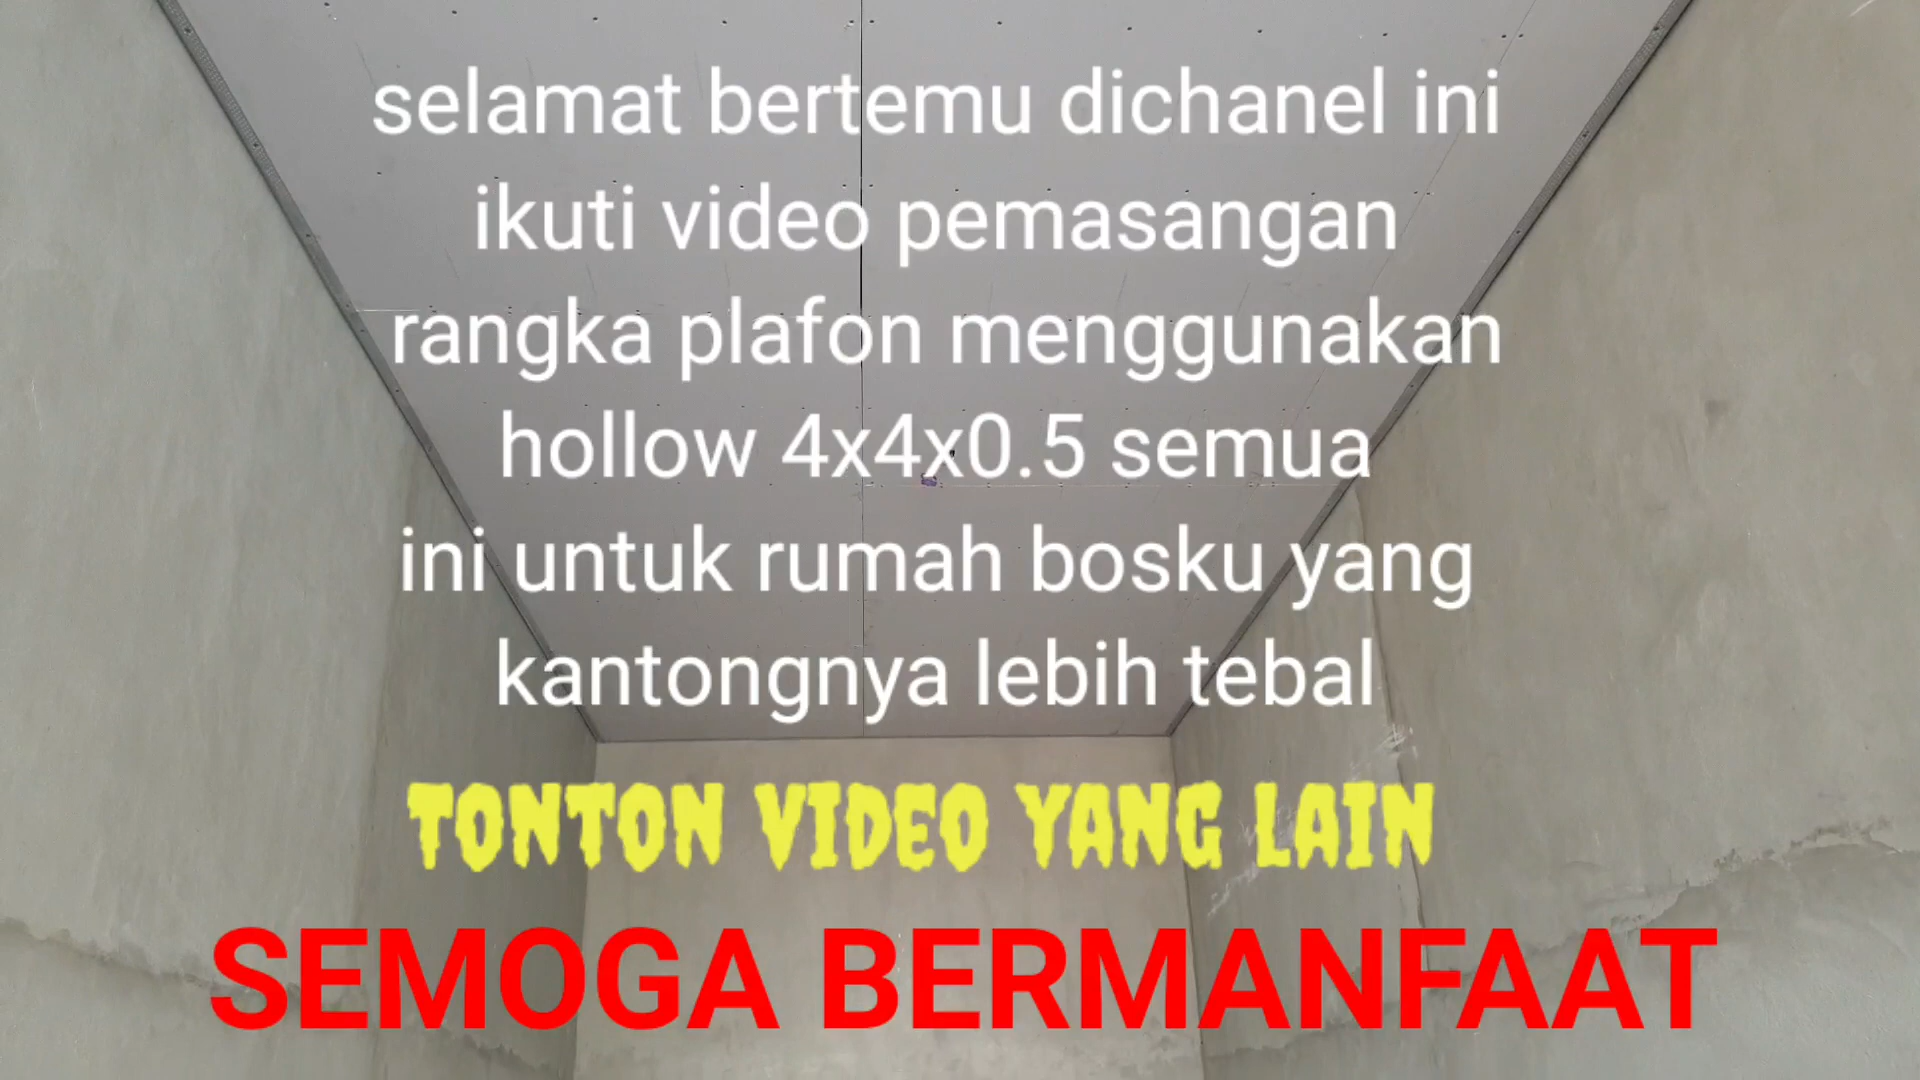 selamat bertemu dichanel ini
ikuti video pemasangan
rangka plafon menggunakan
hollow 4x4x0.5 semua
ini untuk rumah bosku yang
kantongnya lebih tebal
TONTON VIDEO YANG LAIN
SEMOGA BERMANFAAT